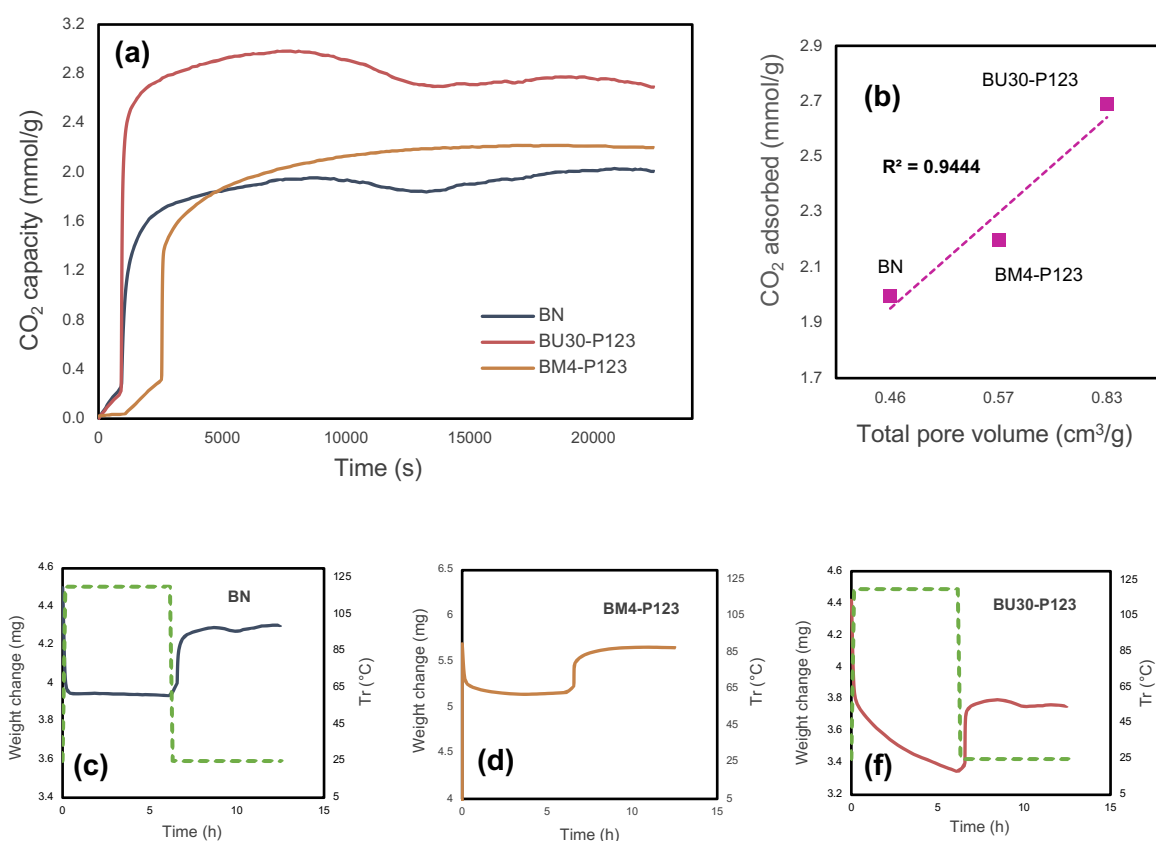 (a)
CO₂ capacity (mmol/g)
3.2
2.8
2.4
2.0
1.6
1.2
0.8
0.4
0.0
BN
BU30-P123
BM4-P123
0
5000
10000
15000
20000
Time (s)
(b)
CO₂ adsorbed (mmol/g)
2.9
2.7
2.5
2.3
2.1
1.9
1.7
BU30-P123
R² = 0.9444
BN
BM4-P123
0.46
0.57
0.83
Total pore volume (cm³/g)
Weight change (mg)
4.6
4.4
4.2
4
3.8
3.6
3.4
BN
(c)
125
105
85
65
45
25
5
Tr (°C)
0
5
10
15
Time (h)
Weight change (mg)
6.5
6
5.5
5
4.5
4
BM4-P123
(d)
125
105
85
65
45
25
5
Tr (°C)
0
5
10
15
Time (h)
Weight change (mg)
4.6
4.4
4.2
4
3.8
3.6
3.4
3.2
BU30-P123
(f)
125
105
85
65
45
25
5
Tr (°C)
0
5
10
15
Time (h)